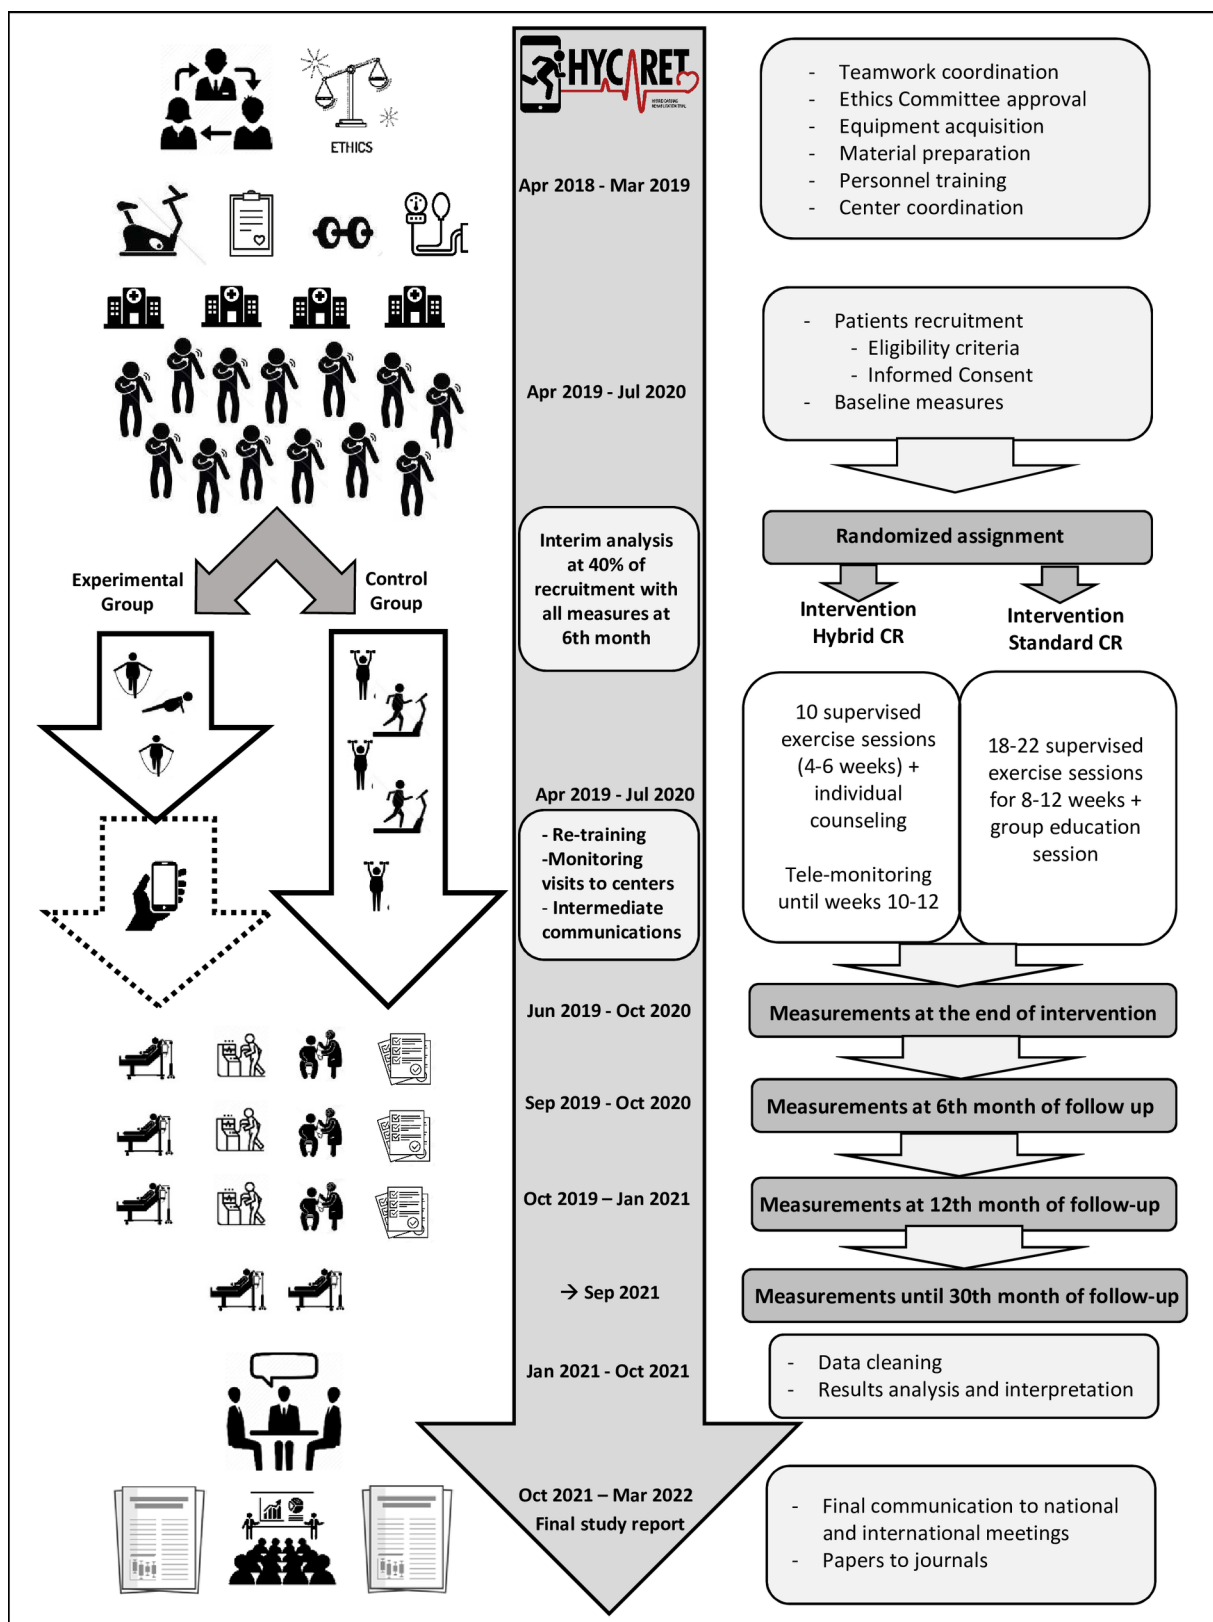 HYCARET
HYBRID CARDIAC
REHABILITATION TRIAL
ETHICS
Apr 2018 - Mar 2019
- Teamwork coordination
- Ethics Committee approval
- Equipment acquisition
- Material preparation
- Personnel training
- Center coordination
Apr 2019 - Jul 2020
- Patients recruitment
- Eligibility criteria
- Informed Consent
- Baseline measures
Experimental
Group
Control
Group
Interim analysis
at 40% of
recruitment with
all measures at
6th month
Randomized assignment
Intervention
Hybrid CR
Intervention
Standard CR
10 supervised
exercise sessions
(4-6 weeks) +
individual
counseling
Tele-monitoring
until weeks 10-12
18-22 supervised
exercise sessions
for 8-12 weeks +
group education
session
Apr 2019 - Jul 2020
- Re-training
-Monitoring
visits to centers
- Intermediate
communications
Jun 2019 - Oct 2020
Measurements at the end of intervention
Sep 2019 - Oct 2020
Measurements at 6th month of follow up
Oct 2019 – Jan 2021
Measurements at 12th month of follow-up
→ Sep 2021
Measurements until 30th month of follow-up
Jan 2021 - Oct 2021
- Data cleaning
- Results analysis and interpretation
Oct 2021 – Mar 2022
Final study report
- Final communication to national
and international meetings
- Papers to journals